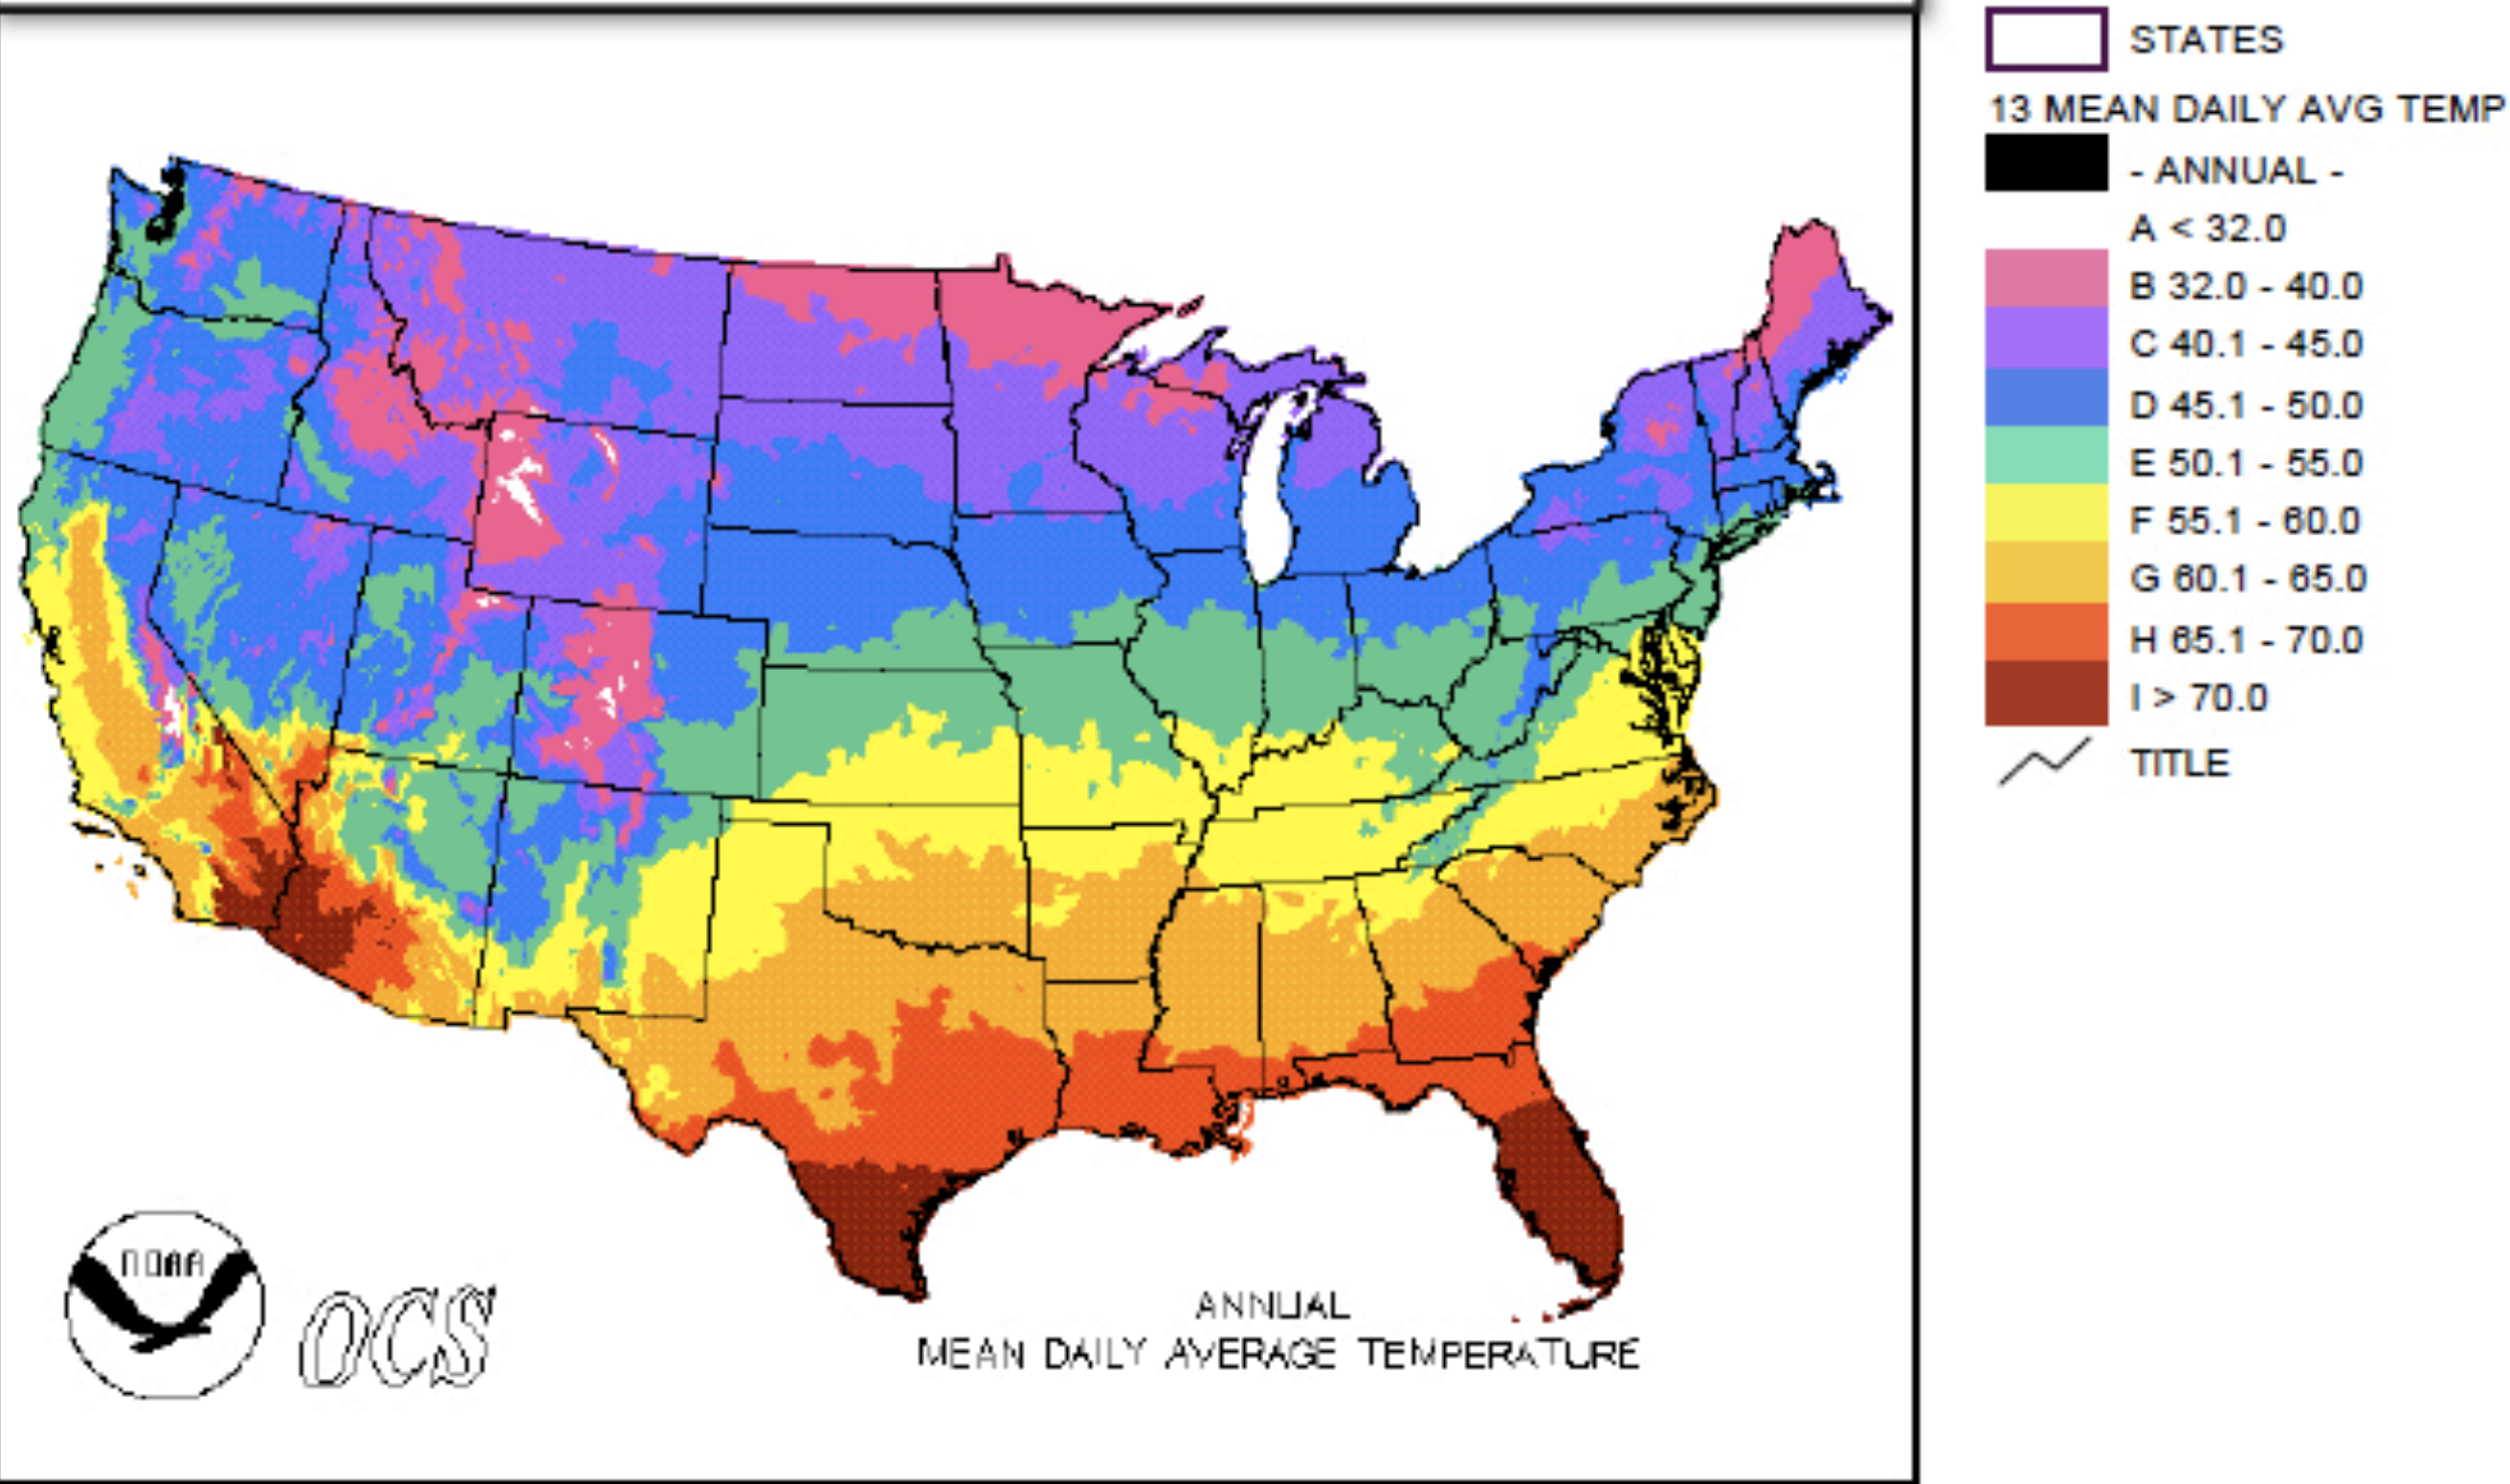 STATES
13 MEAN DAILY AVG TEMP
- ANNUAL -
A < 32.0
B 32.0 - 40.0
C 40.1 - 45.0
D 45.1 - 50.0
E 50.1 - 55.0
F 55.1 - 60.0
G 60.1 - 65.0
H 65.1 - 70.0
I > 70.0
TITLE
NOAA
OCS
ANNUAL
MEAN DAILY AVERAGE TEMPERATURE